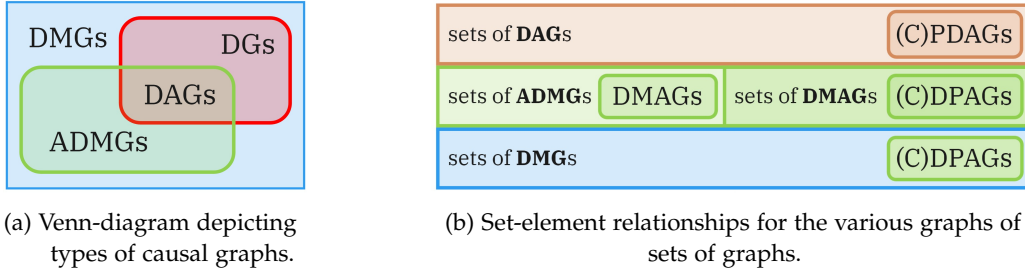 DMGs
DGs
DAGs
ADMGs
(a) Venn-diagram depicting
types of causal graphs.
sets of DAGs
(C)PDAGs
sets of ADMGs
DMAGs
sets of DMAGs
(C)DPAGs
sets of DMGs
(C)DPAGs
(b) Set-element relationships for the various graphs of
sets of graphs.